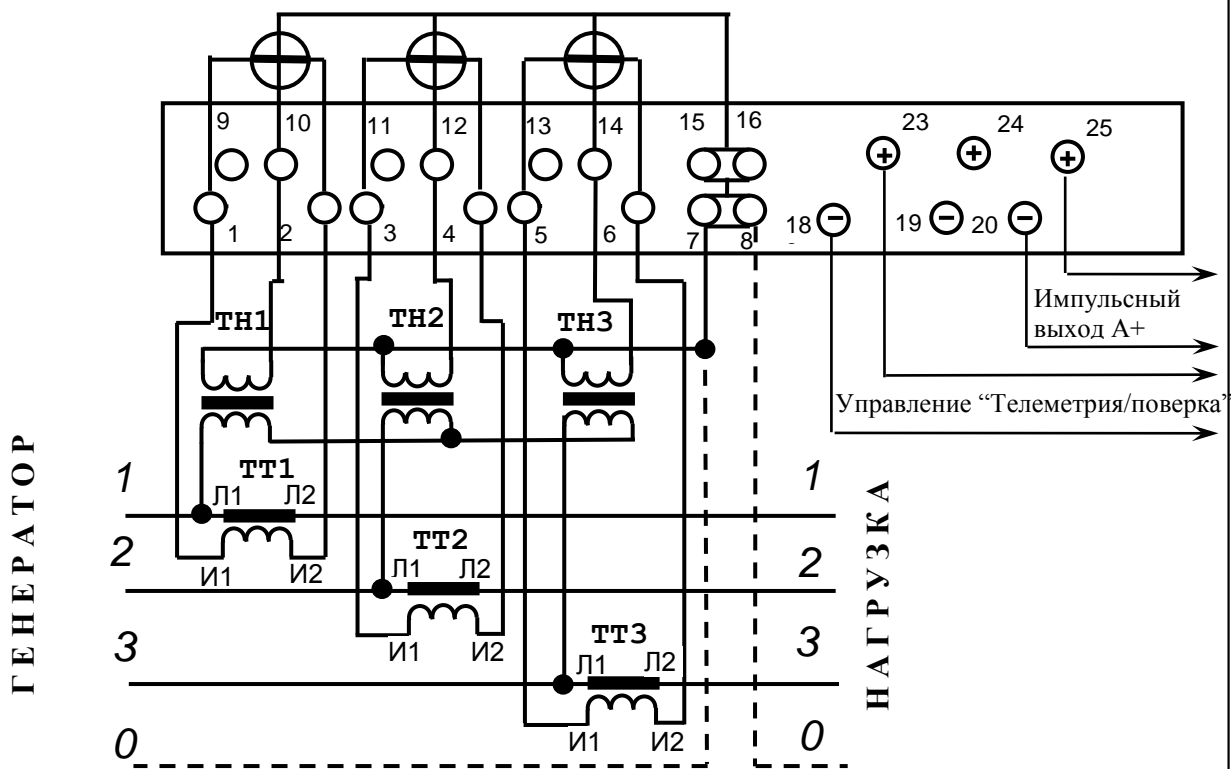 9 10 11 12 13 14 15 16 23 24 25
1 2 3 4 5 6 7 8 18 19 20
Импульсный
выход А+
ТН1 ТН2 ТН3
Управление “Телеметрия/поверка”
ГЕНЕРАТОР
НАГРУЗКА
1 ТТ1 1
Л1 Л2
2 И1 И2 ТТ2 2
Л1 Л2
3 И1 И2 ТТ3 3
Л1 Л2
0 И1 И2 0